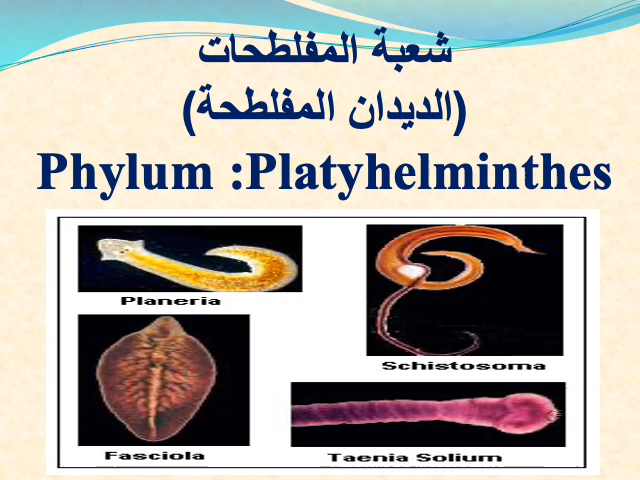 شعبة المفلطحات
(الديدان المفلطحة)
Phylum :Platyhelminthes
Planeria
Schistosoma
Fasciola
Taenia Solium